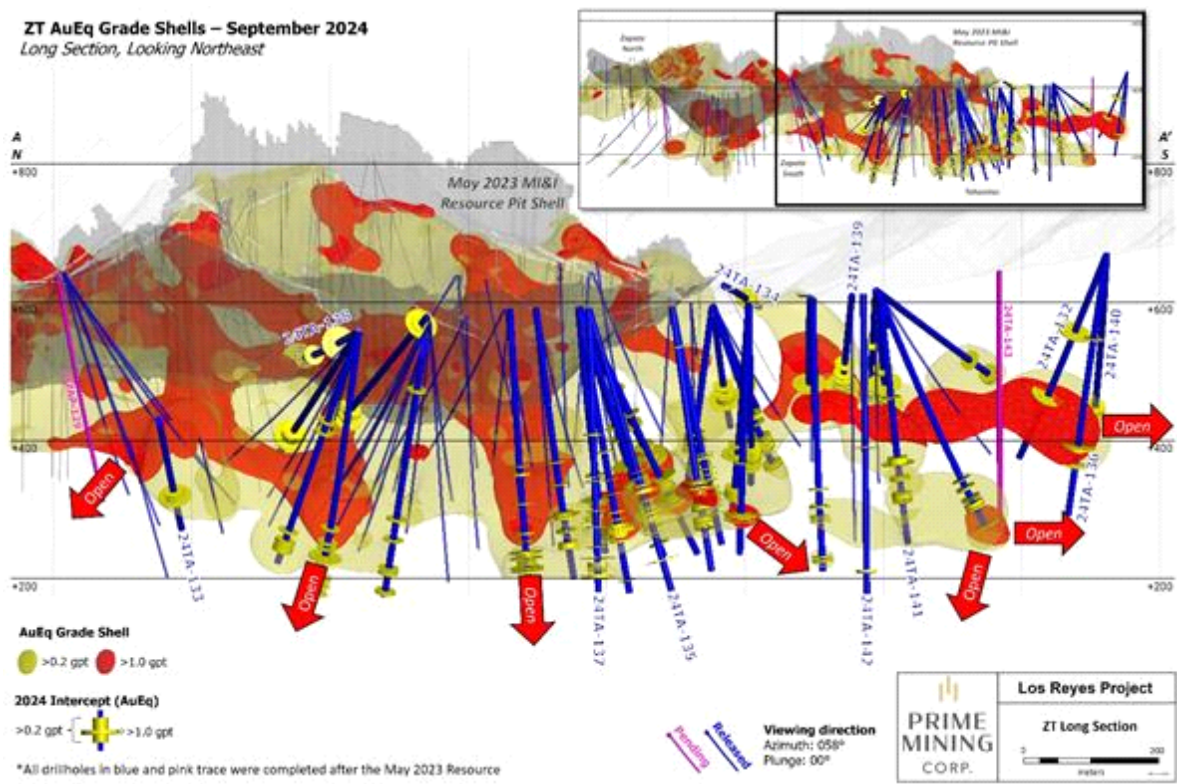 ZT AuEq Grade Shells – September 2024
Long Section, Looking Northeast
Zapote
North
May 2023 MI&I
Resource Pit Shell
Zapote
South
Tahonitas
A
N
A'
S
+800
+800
May 2023 MI&I
Resource Pit Shell
+600
+600
+400
+400
+200
+200
24TA-134
24TA-139
24TA-143
24TA-132
24TA-140
24TA-136
24TA-133
24TA-137
24TA-135
24TA-142
24TA-141
Open
Open
Open
Open
Open
Open
Open
AuEq Grade Shell
>0.2 gpt
>1.0 gpt
2024 Intercept (AuEq)
>0.2 gpt
>1.0 gpt
*All drillholes in blue and pink trace were completed after the May 2023 Resource
Pending
Released
Viewing direction
Azimuth: 058°
Plunge: 00°
PRIME
MINING
CORP.
Los Reyes Project
ZT Long Section
0
200
meters